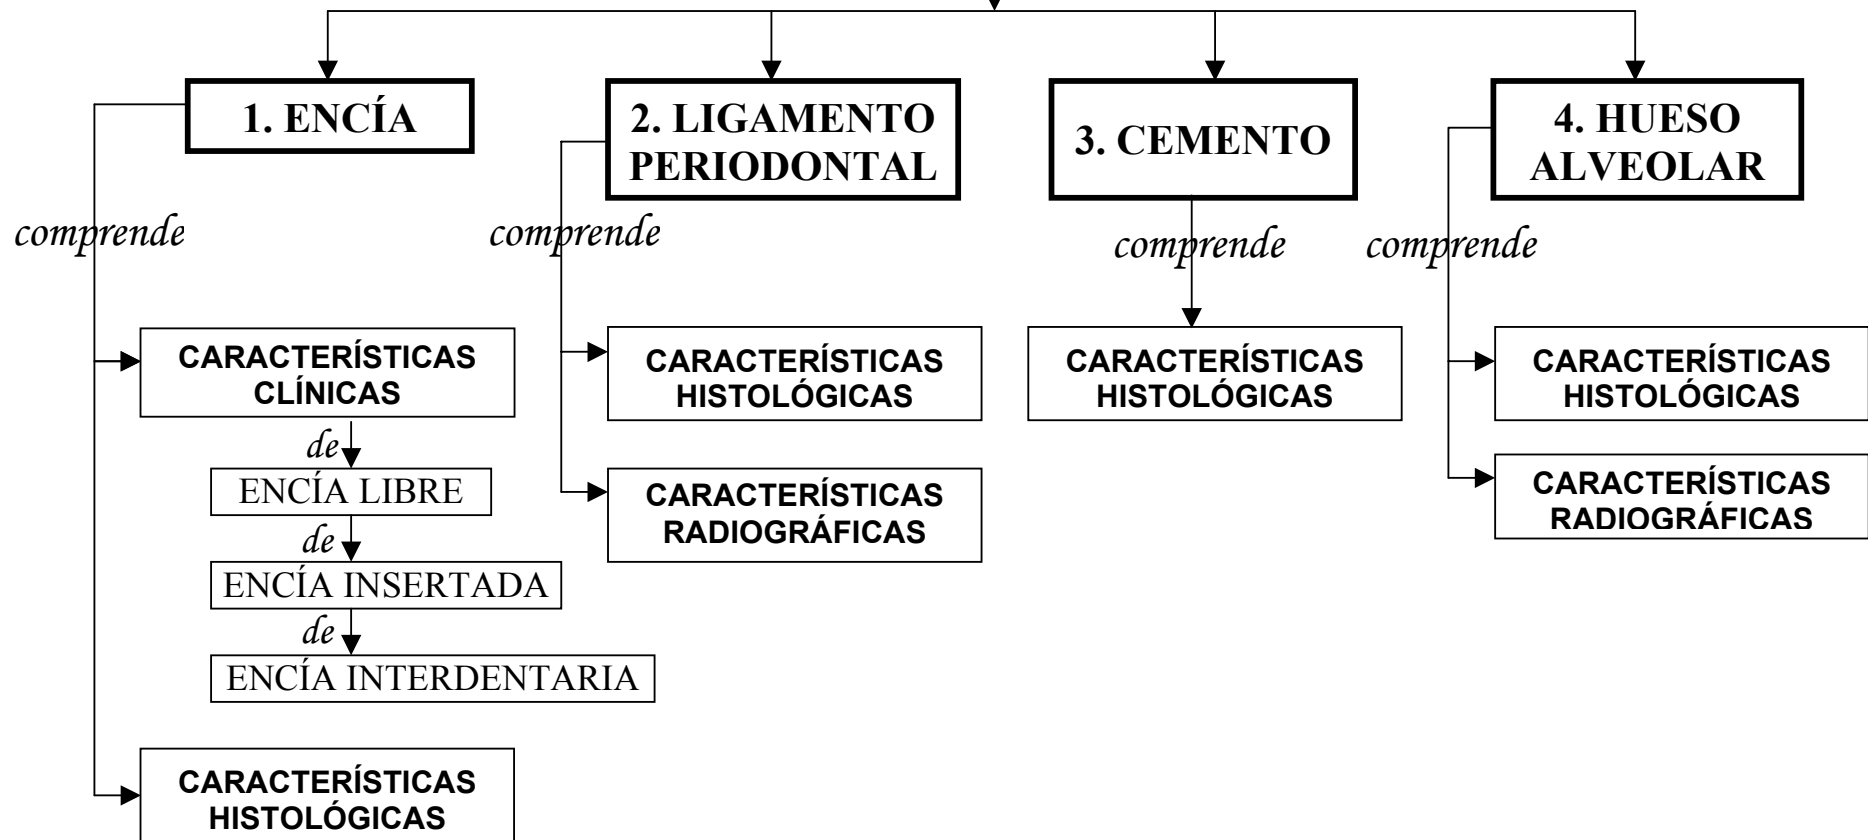 1. ENCÍA
2. LIGAMENTO
PERIODONTAL
3. CEMENTO
4. HUESO
ALVEOLAR
comprende
comprende
comprende
comprende
CARACTERÍSTICAS
CLÍNICAS
de
ENCÍA LIBRE
de
ENCÍA INSERTADA
de
ENCÍA INTERDENTARIA
CARACTERÍSTICAS
HISTOLÓGICAS
CARACTERÍSTICAS
HISTOLÓGICAS
CARACTERÍSTICAS
RADIOGRÁFICAS
CARACTERÍSTICAS
HISTOLÓGICAS
CARACTERÍSTICAS
HISTOLÓGICAS
CARACTERÍSTICAS
RADIOGRÁFICAS